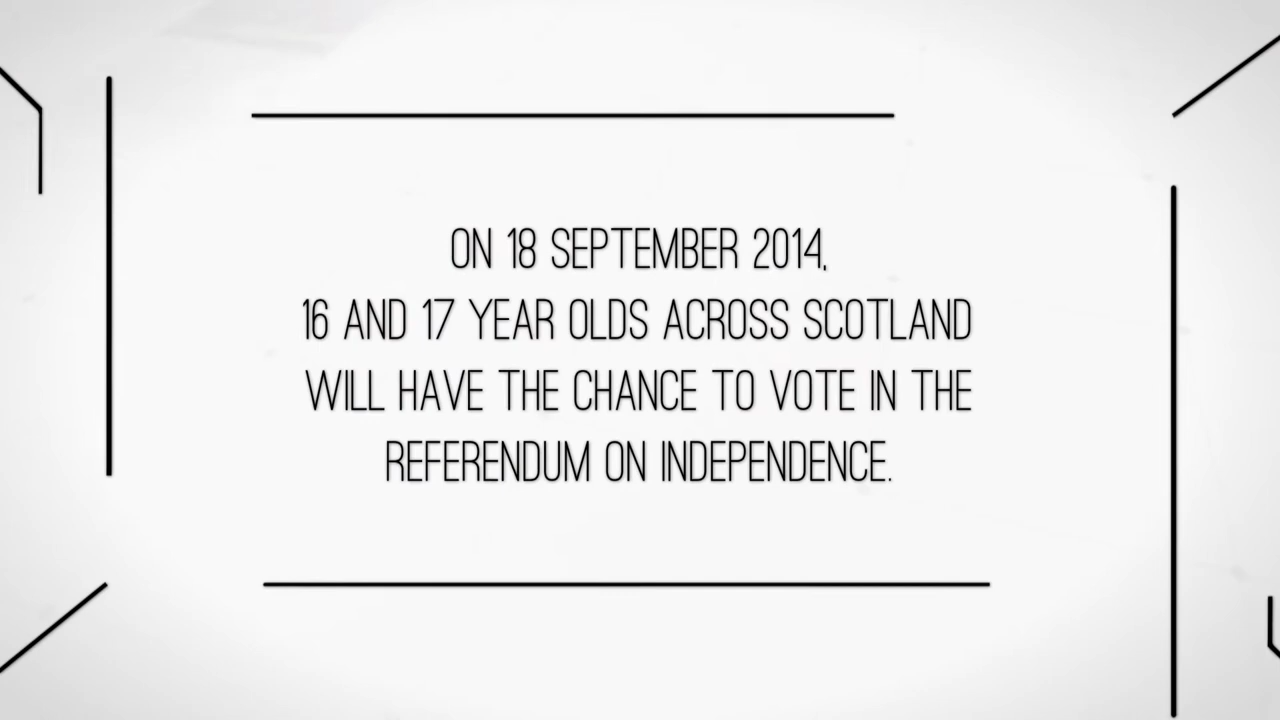 ON 18 SEPTEMBER 2014,
16 AND 17 YEAR OLDS ACROSS SCOTLAND
WILL HAVE THE CHANCE TO VOTE IN THE
REFERENDUM ON INDEPENDENCE.